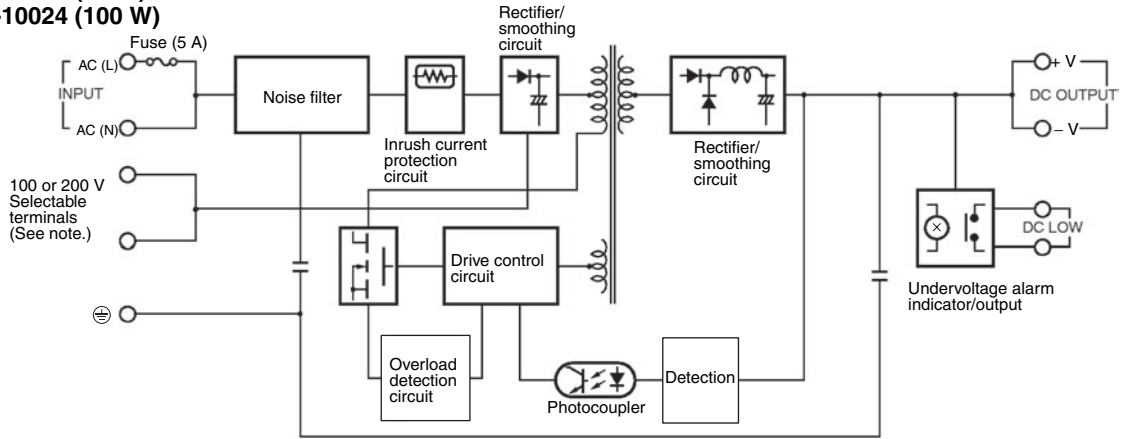 -10024 (100 W)
Fuse (5 A)
Rectifier/
smoothing
circuit
AC (L)
INPUT
AC (N)
Noise filter
Inrush current
protection
circuit
Rectifier/
smoothing
circuit
+ V
DC OUTPUT
– V
100 or 200 V
Selectable
terminals
(See note.)
Drive control
circuit
DC LOW
Undervoltage alarm
indicator/output
Overload
detection
circuit
Photocoupler
Detection